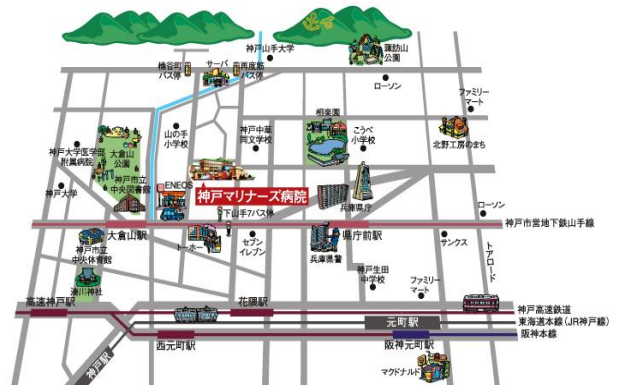 神戸山手大学
諏訪山
公園
楠谷町
バス停
サーパ
再度筋
バス停
ローソン
ファミリー
マート
山の手
小学校
相楽園
神戸中華
同文学校
こうべ
小学校
北野工房のまち
神戸大学医学部
附属病院
大倉山
公園
神戸市立
中央図書館
神戸大学
ENEOS
神戸マリナーズ病院
兵庫県庁
下山手7バス停
ローソン
神戸市営地下鉄山手線
大倉山駅
県庁前駅
神戸市立
中央体育館
トーホー
セブン
イレブン
兵庫県警
サンクス
トアロード
神戸生田
中学校
ファミリー
マート
湊川神社
高速神戸駅
花隈駅
神戸高速鉄道
元町駅
東海道本線(JR神戸線)
西元町駅
阪神元町駅
阪神本線
神戸駅
マクドナルド